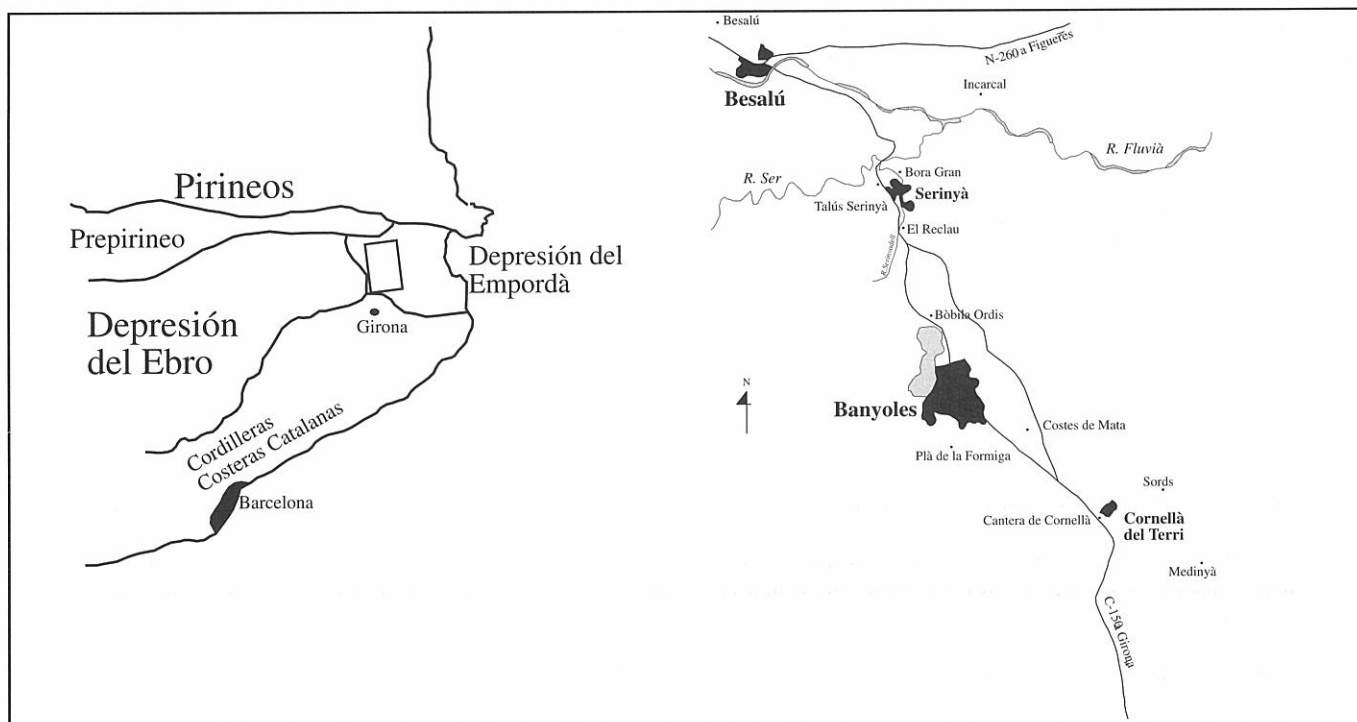 Pirineos
Prepirineo
Depresión del
Empordà
Depresión
del Ebro
Girona
Cordilleras
Costeras Catalanas
Barcelona
Besalú
N-260 a Figueres
Besalú
Incarcal
R. Fluvià
R. Ser
Bora Gran
Serinyà
Talús Serinyà
El Reclau
R. Serinyadell
Bòbila Ordis
N
Banyoles
Costes de Mata
Plà de la Formiga
Sords
Cantera de Cornellà
Cornellà
del Terri
Medinyà
C-150 a Girona